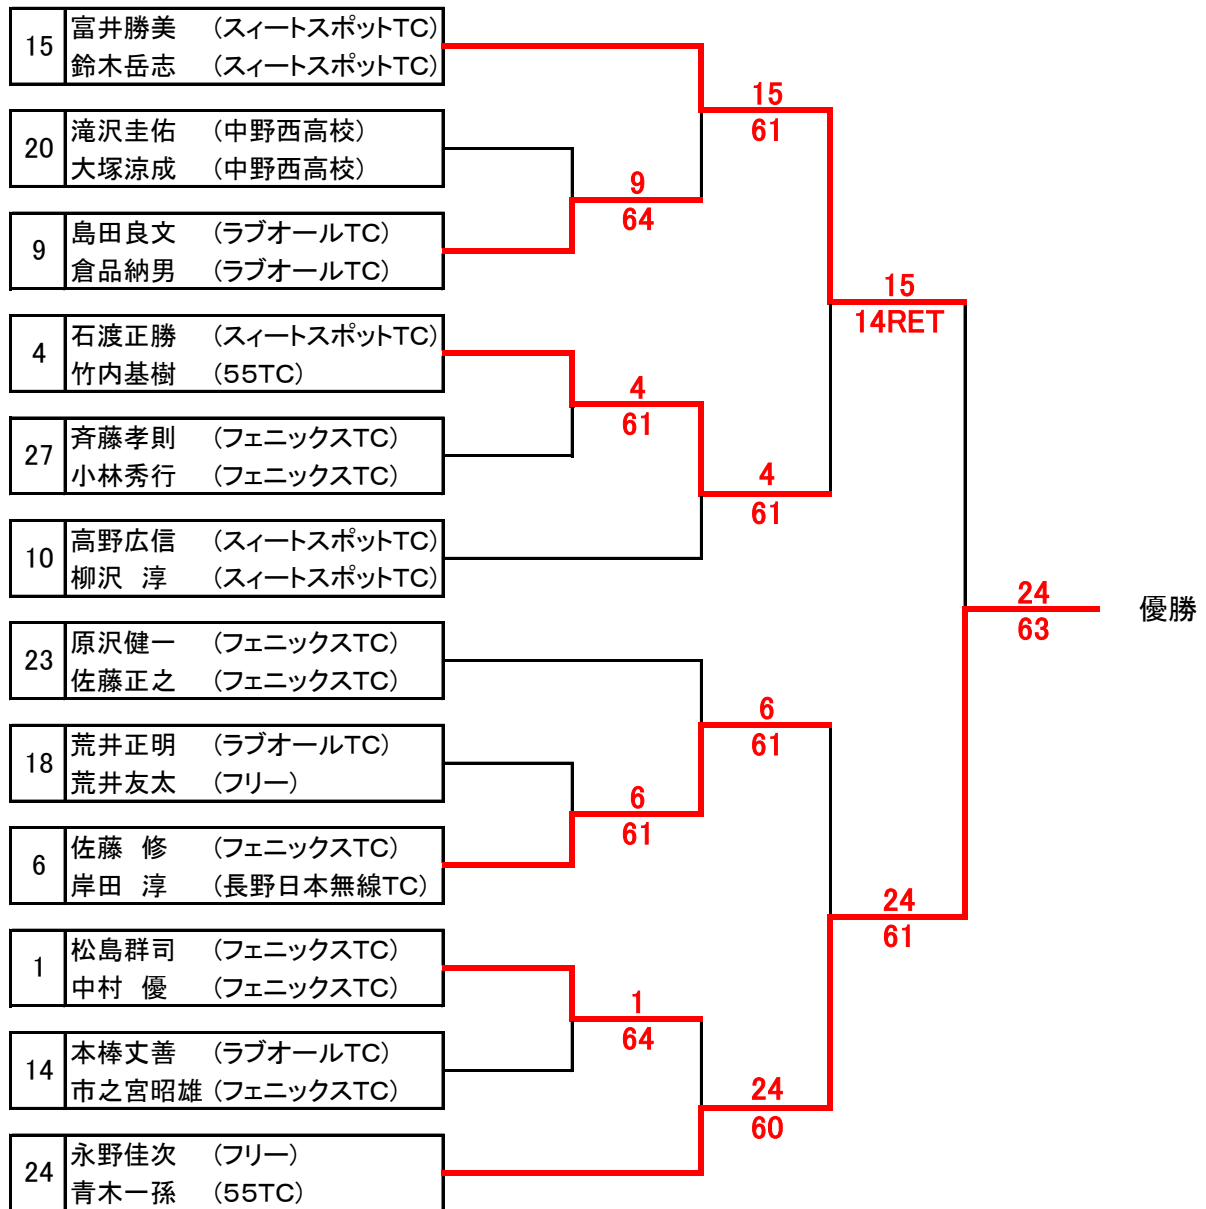 15
富井勝美 (スィートスポットTC)
鈴木岳志 (スィートスポットTC)
15
61
20
滝沢圭佑 (中野西高校)
大塚涼成 (中野西高校)
9
64
9
島田良文 (ラブオールTC)
倉品納男 (ラブオールTC)
15
14RET
4
石渡正勝 (スィートスポットTC)
竹内基樹 (55TC)
4
61
27
斉藤孝則 (フェニックスTC)
小林秀行 (フェニックスTC)
4
61
10
高野広信 (スィートスポットTC)
柳沢 淳 (スィートスポットTC)
24
63
優勝
23
原沢健一 (フェニックスTC)
佐藤正之 (フェニックスTC)
6
61
18
荒井正明 (ラブオールTC)
荒井友太 (フリー)
6
61
6
佐藤 修 (フェニックスTC)
岸田 淳 (長野日本無線TC)
24
61
1
松島群司 (フェニックスTC)
中村 優 (フェニックスTC)
1
64
14
本棒丈善 (ラブオールTC)
市之宮昭雄 (フェニックスTC)
24
60
24
永野佳次 (フリー)
青木一孫 (55TC)